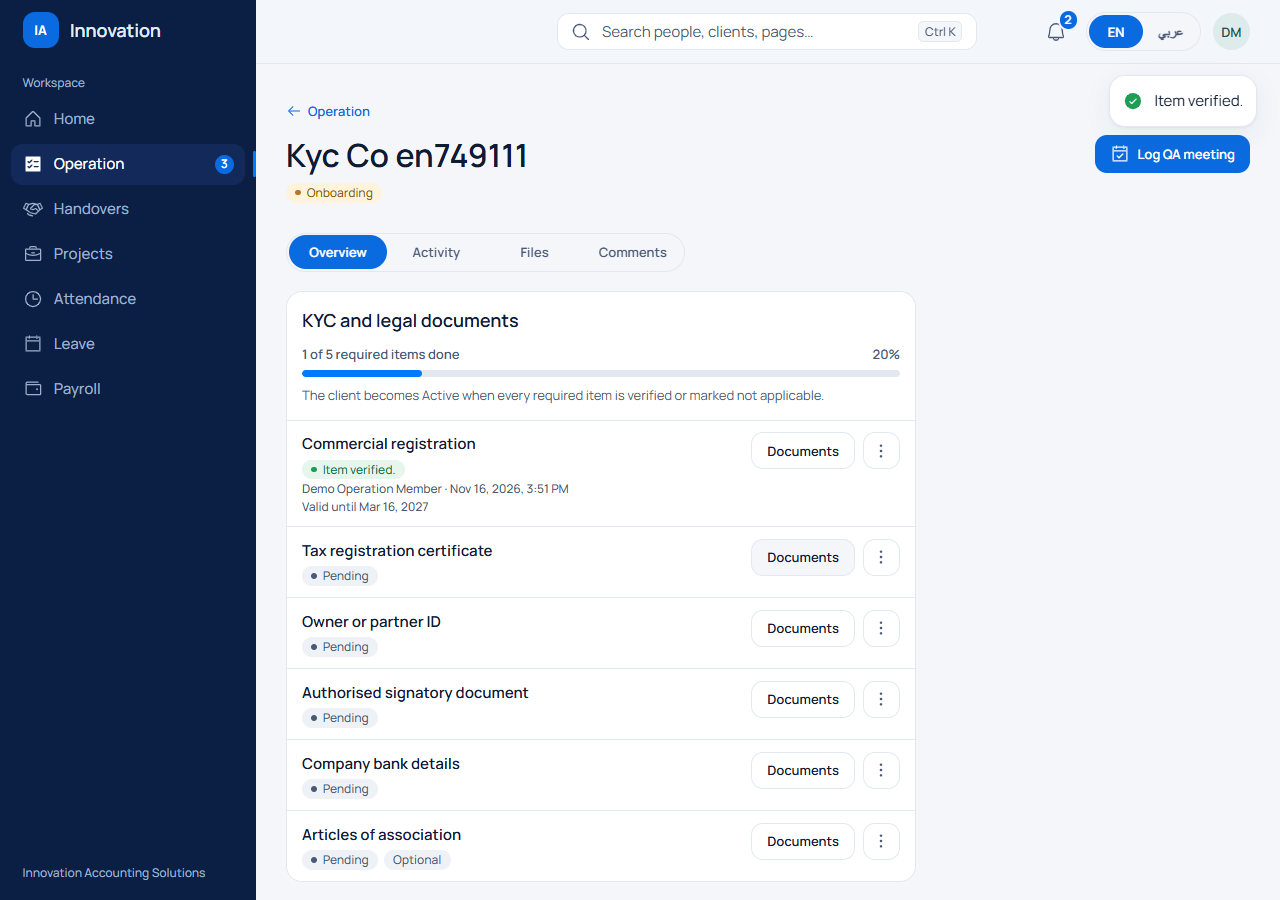 IA
Innovation
Search people, clients, pages...
Ctrl K
2
EN
عربي
DM
Workspace
Home
Operation
3
Handovers
Projects
Attendance
Leave
Payroll
Innovation Accounting Solutions
Item verified.
Operation
Kyc Co en749111
Log QA meeting
Onboarding
Overview
Activity
Files
Comments
KYC and legal documents
1 of 5 required items done
20%
The client becomes Active when every required item is verified or marked not applicable.
Commercial registration
Documents
Item verified.
Demo Operation Member · Nov 16, 2026, 3:51 PM
Valid until Mar 16, 2027
Tax registration certificate
Documents
Pending
Owner or partner ID
Documents
Pending
Authorised signatory document
Documents
Pending
Company bank details
Documents
Pending
Articles of association
Documents
Pending
Optional